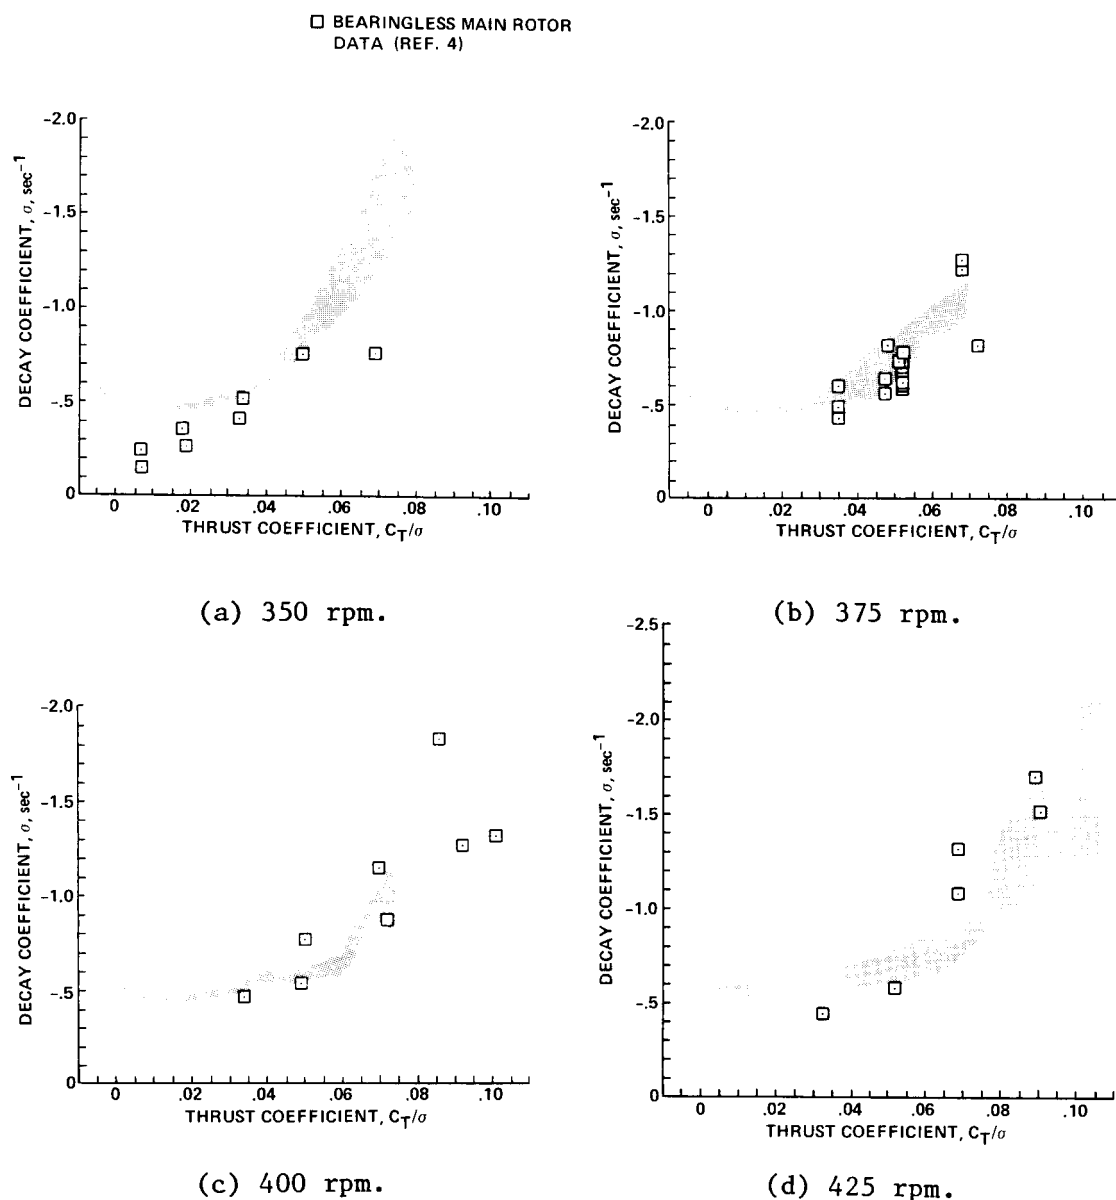 BEARINGLESS MAIN ROTOR
DATA (REF. 4)
-2.0
-1.5
-1.0
-.5
0
DECAY COEFFICIENT, σ, sec⁻¹
0 .02 .04 .06 .08 .10
THRUST COEFFICIENT, C_T/σ
(a) 350 rpm.
-2.0
-1.5
-1.0
-.5
0
DECAY COEFFICIENT, σ, sec⁻¹
0 .02 .04 .06 .08 .10
THRUST COEFFICIENT, C_T/σ
(b) 375 rpm.
-2.0
-1.5
-1.0
-.5
0
DECAY COEFFICIENT, σ, sec⁻¹
0 .02 .04 .06 .08 .10
THRUST COEFFICIENT, C_T/σ
(c) 400 rpm.
-2.5
-2.0
-1.5
-1.0
-.5
0
DECAY COEFFICIENT, σ, sec⁻¹
0 .02 .04 .06 .08 .10
THRUST COEFFICIENT, C_T/σ
(d) 425 rpm.